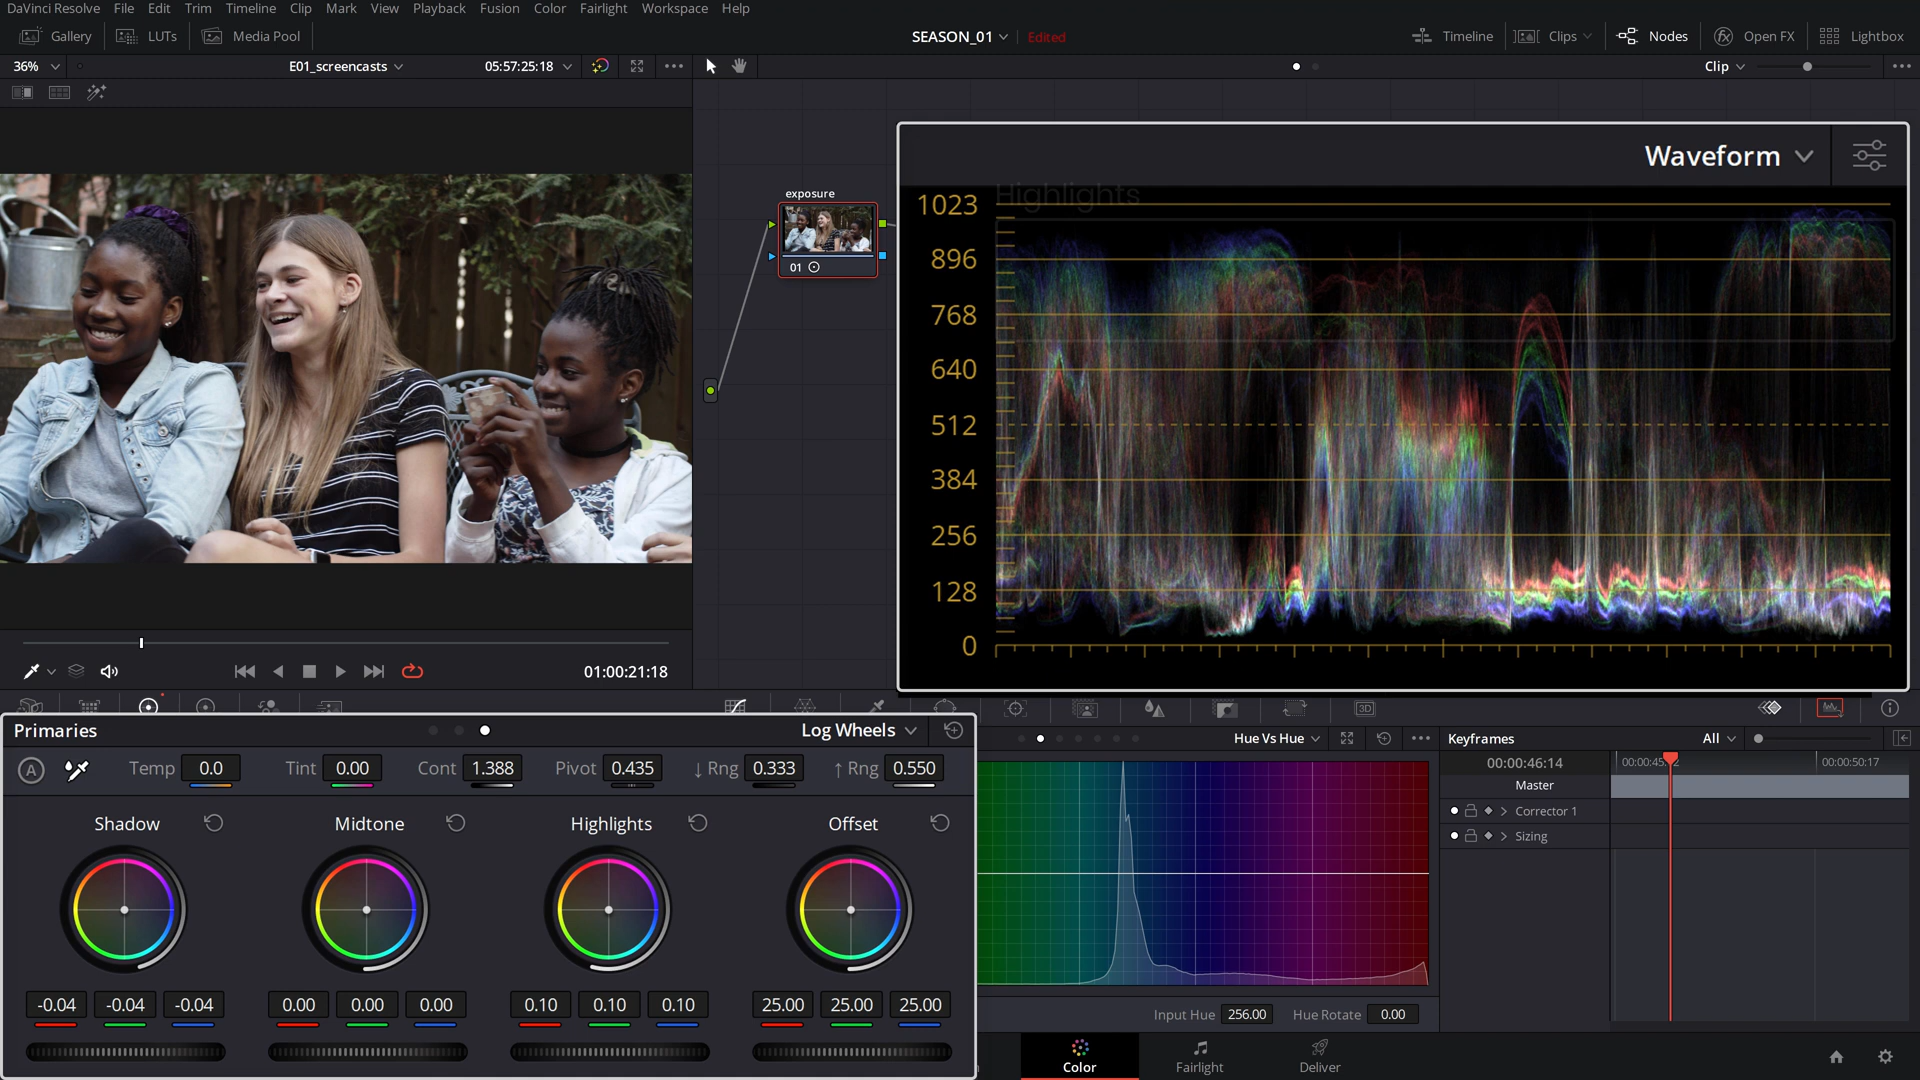 DaVinci Resolve File Edit Trim Timeline Clip Mark View Playback Fusion Color Fairlight Workspace Help
Gallery LUTs Media Pool SEASON_01 Edited Timeline Clips Nodes Open FX Lightbox
36% E01_screencasts 05:57:25:18 Clip
Waveform
exposure
01
Highlights
1023
896
768
640
512
384
256
128
0
01:00:21:18
3D
Primaries Log Wheels
A Temp 0.0 Tint 0.00 Cont 1.388 Pivot 0.435 ↓ Rng 0.333 ↑ Rng 0.550
Shadow Midtone Highlights Offset
-0.04 -0.04 -0.04 0.00 0.00 0.00 0.10 0.10 0.10 25.00 25.00 25.00
Hue Vs Hue
Input Hue 256.00 Hue Rotate 0.00
Keyframes All
00:00:46:14 00:00:50:17
Master
Corrector 1
Sizing
Color Fairlight Deliver